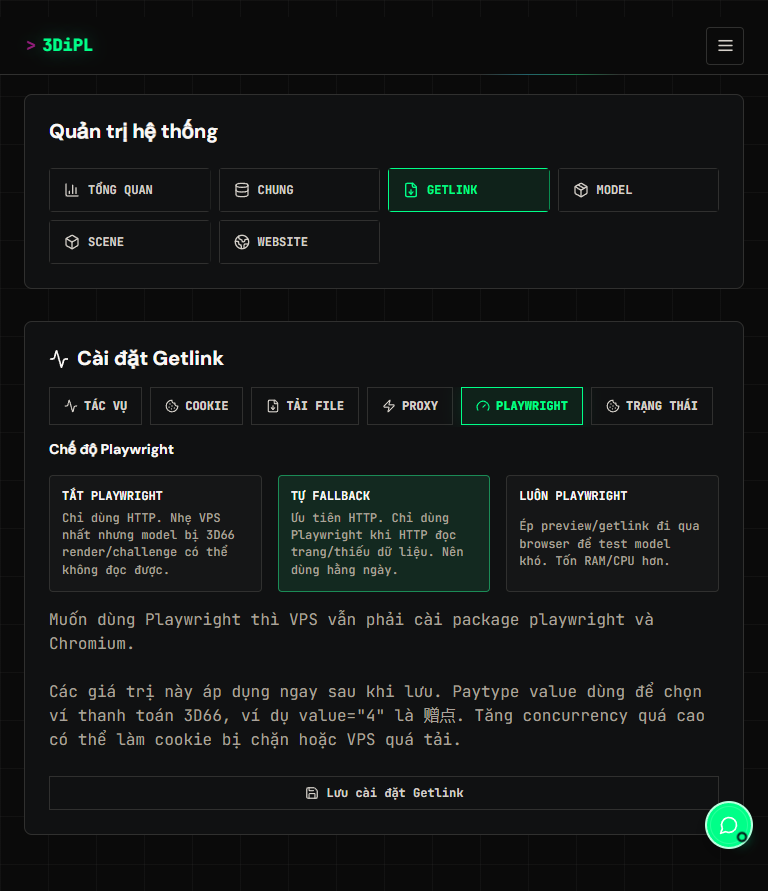 > 3DiPL
Quản trị hệ thống
TỔNG QUAN
CHUNG
GETLINK
MODEL
SCENE
WEBSITE
Cài đặt Getlink
TÁC VỤ
COOKIE
TẢI FILE
PROXY
PLAYWRIGHT
TRẠNG THÁI
Chế độ Playwright
TẮT PLAYWRIGHT
Chỉ dùng HTTP. Nhẹ VPS
nhất nhưng model bị 3D66
render/challenge có thể
không đọc được.
TỰ FALLBACK
Ưu tiên HTTP. Chỉ dùng
Playwright khi HTTP đọc
trang/thiếu dữ liệu. Nên
dùng hằng ngày.
LUÔN PLAYWRIGHT
Ép preview/getlink đi qua
browser để test model
khó. Tốn RAM/CPU hơn.
Muốn dùng Playwright thì VPS vẫn phải cài package playwright và
Chromium.
Các giá trị này áp dụng ngay sau khi lưu. Paytype value dùng để chọn
ví thanh toán 3D66, ví dụ value="4" là 赠点. Tăng concurrency quá cao
có thể làm cookie bị chặn hoặc VPS quá tải.
Lưu cài đặt Getlink